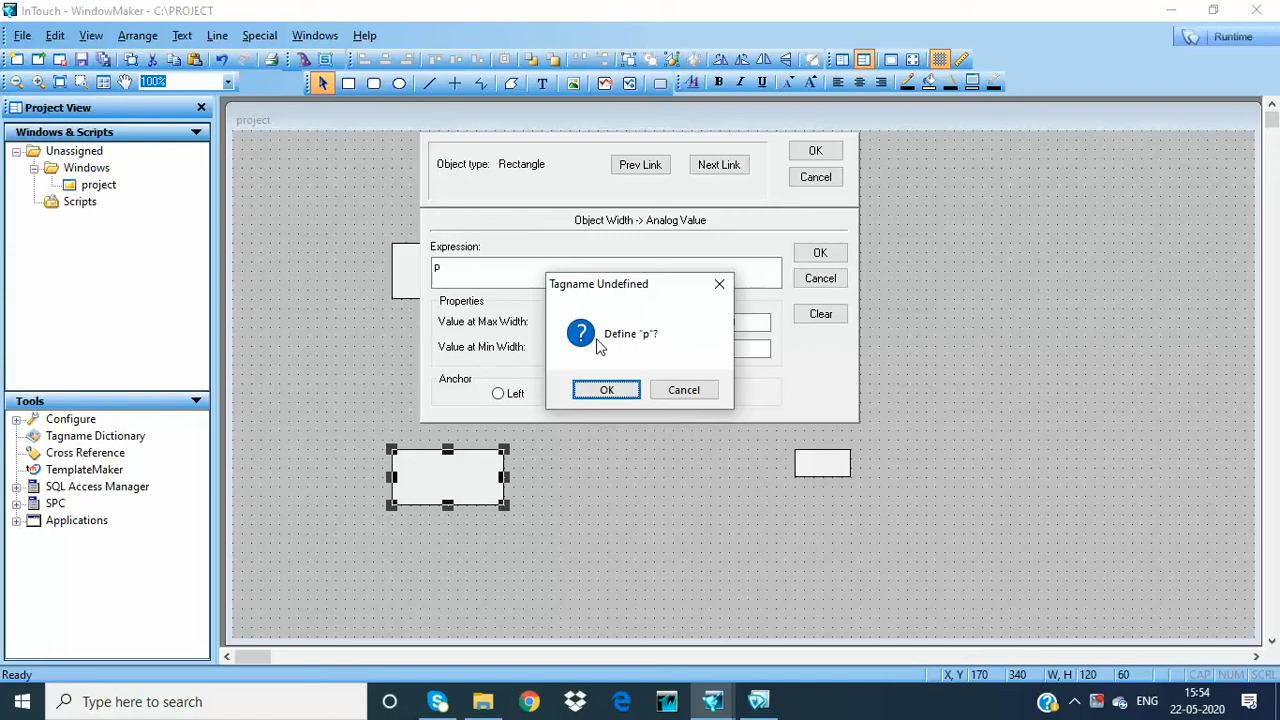 InTouch - WindowMaker - C:\PROJECT
File Edit View Arrange Text Line Special Windows Help
Runtime
100%
B I U
Project View
Windows & Scripts
Unassigned
Windows
project
Scripts
Tools
Configure
Tagname Dictionary
Cross Reference
TemplateMaker
SQL Access Manager
SPC
Applications
project
Object type: Rectangle
Prev Link
Next Link
OK
Cancel
Object Width -> Analog Value
Expression:
p
OK
Cancel
Clear
Properties
Value at Max Width:
Value at Min Width:
Anchor
Left
Tagname Undefined
Define "p"?
OK
Cancel
Ready
X, Y 170 340 W, H 120 60 CAP NUM SCRL
Type here to search
ENG
15:54
22-05-2020